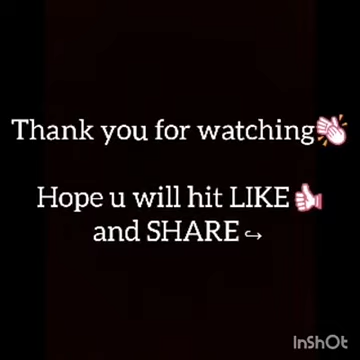 Thank you for watching👏
Hope u will hit LIKE👍
and SHARE↪
InShOt